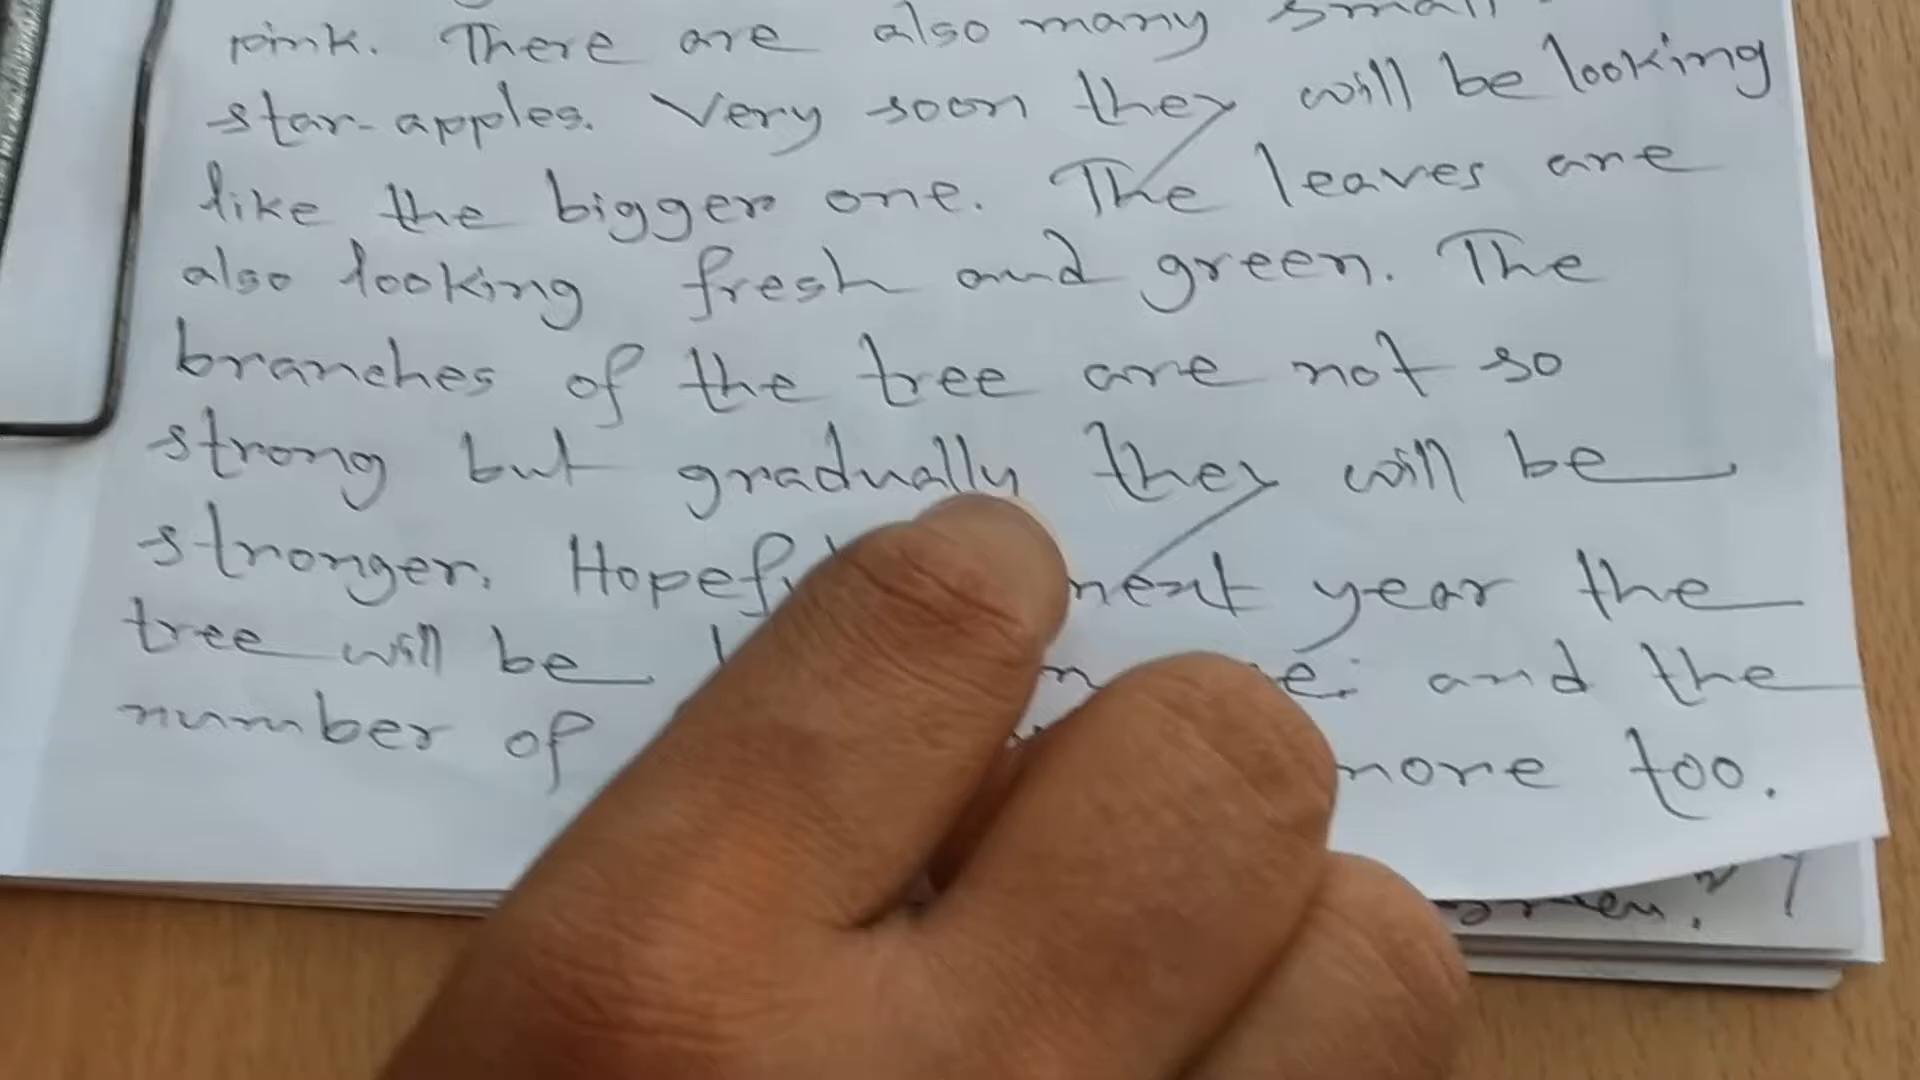 pink. There are also many small
star-apples. Very soon they will be looking
like the bigger one. The leaves are
also looking fresh and green. The
branches of the tree are not so
strong but gradually they will be
stronger. next year the
tree will be and the
number of more too.